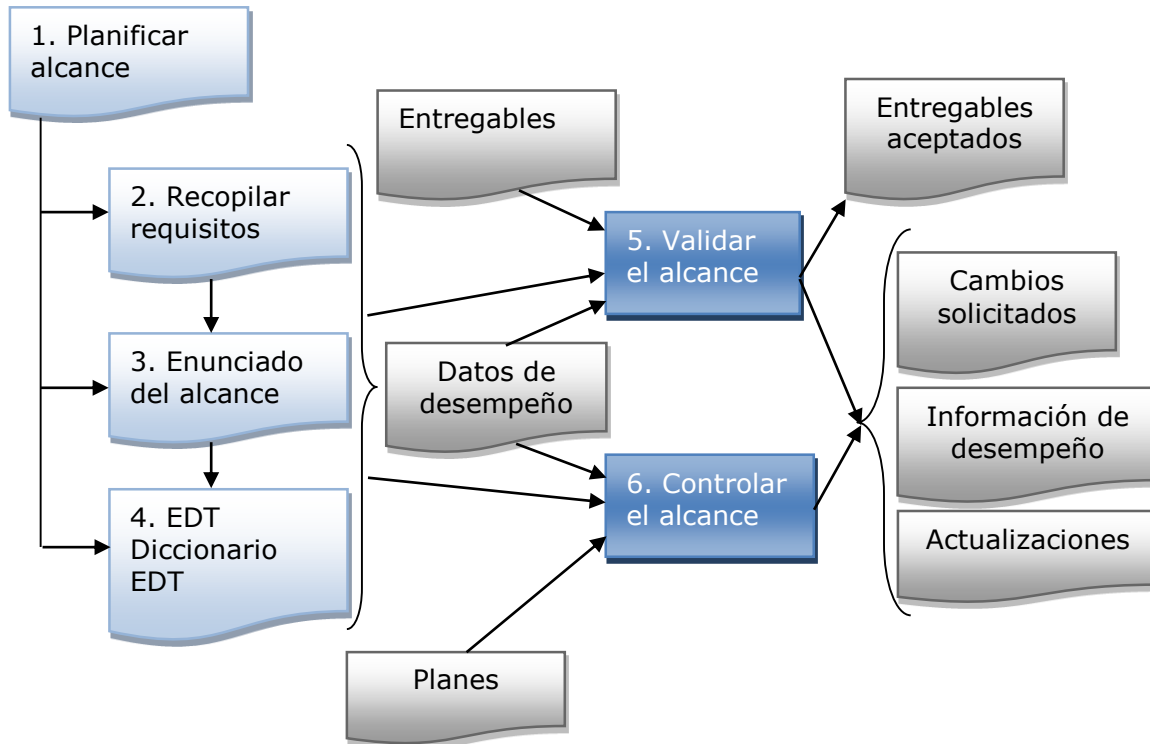 1. Planificar
alcance
2. Recopilar
requisitos
3. Enunciado
del alcance
4. EDT
Diccionario
EDT
Entregables
Datos de
desempeño
Planes
5. Validar
el alcance
6. Controlar
el alcance
Entregables
aceptados
Cambios
solicitados
Información de
desempeño
Actualizaciones